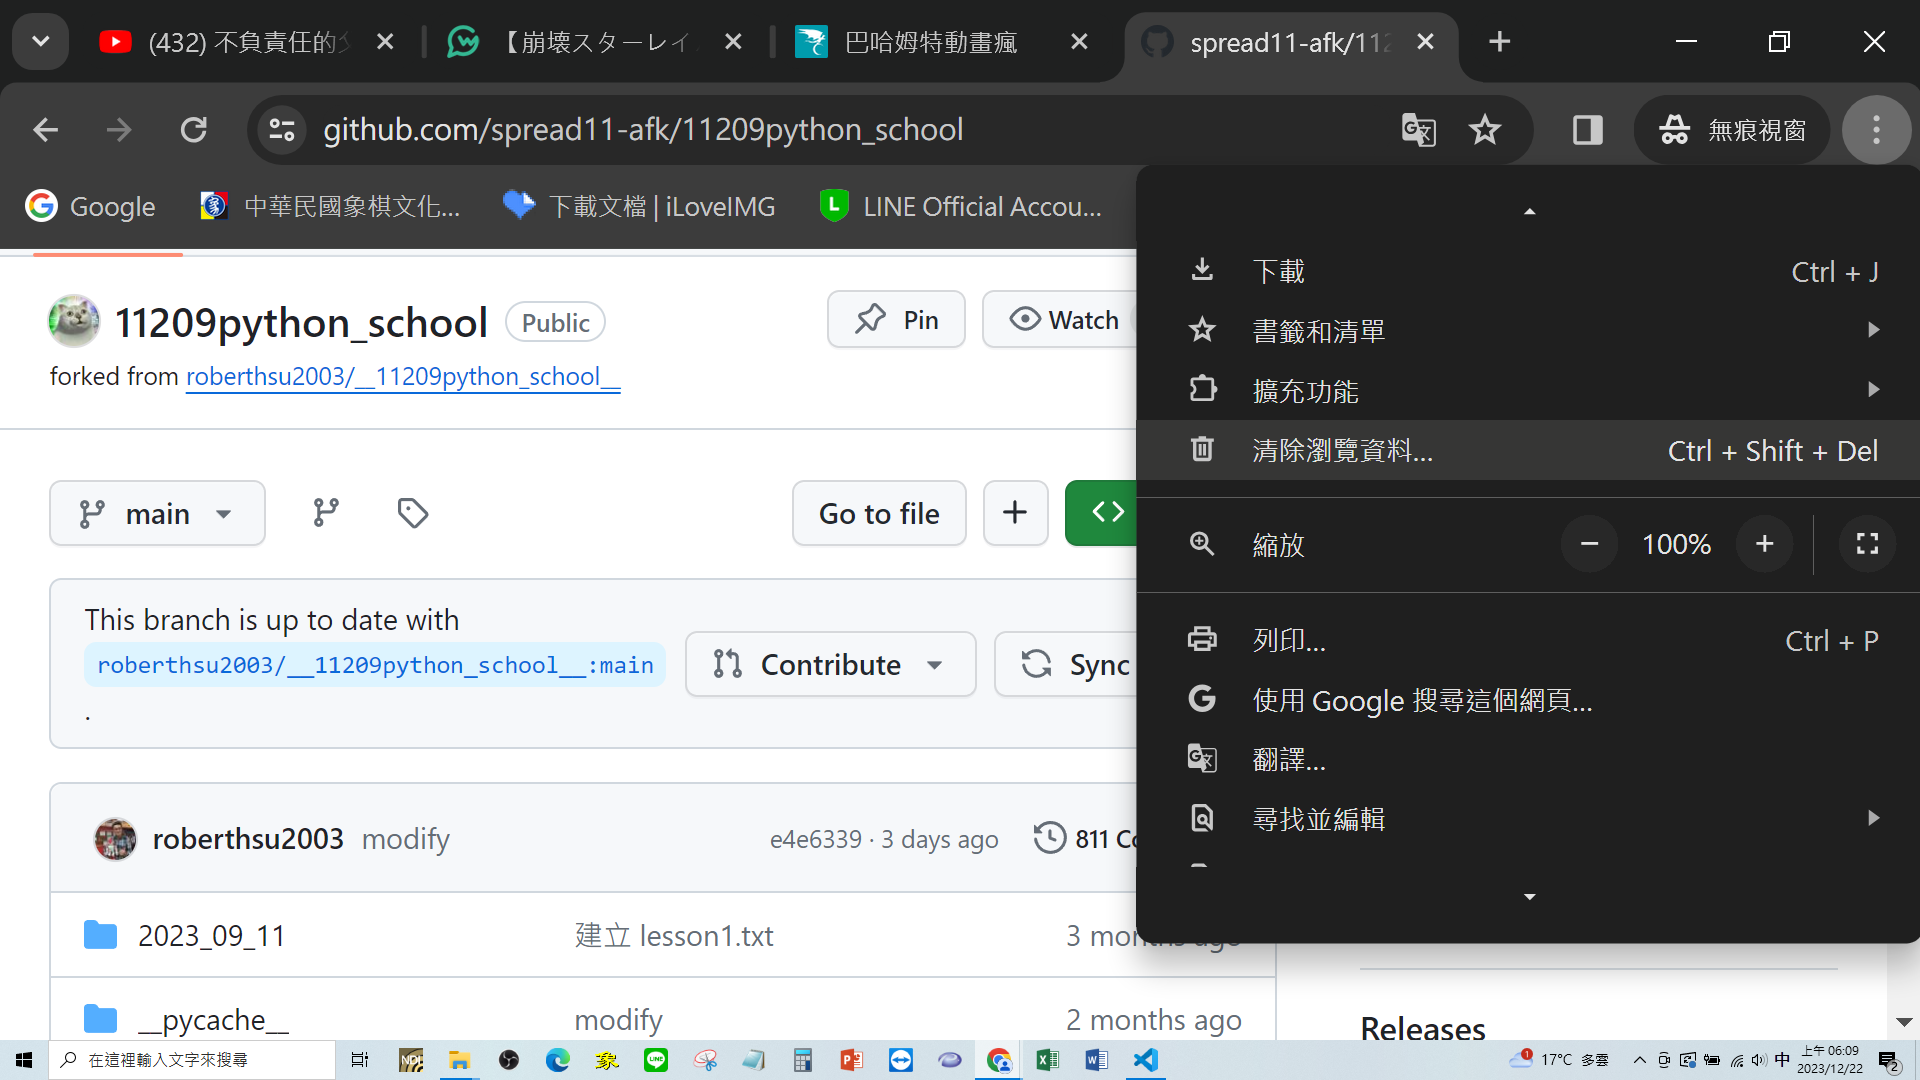 (432) 不負責任的
【崩壞スターレイ
巴哈姆特動畫瘋
spread11-afk/112
github.com/spread11-afk/11209python_school
無痕視窗
Google
中華民國象棋文化...
下載文檔 | iLoveIMG
LINE Official Accou...
11209python_school
Public
Pin
Watch
forked from roberthsu2003/__11209python_school__
main
Go to file
This branch is up to date with
roberthsu2003/__11209python_school__:main
.
Contribute
Sync
roberthsu2003 modify
e4e6339 · 3 days ago
811 Co
2023_09_11
建立 lesson1.txt
3 months ago
__pycache__
modify
2 months ago
Releases
下載 Ctrl + J
書籤和清單
擴充功能
清除瀏覽資料... Ctrl + Shift + Del
縮放 100%
列印... Ctrl + P
使用 Google 搜尋這個網頁...
翻譯...
尋找並編輯
在這裡輸入文字來搜尋
17°C 多雲
中
上午 06:09
2023/12/22